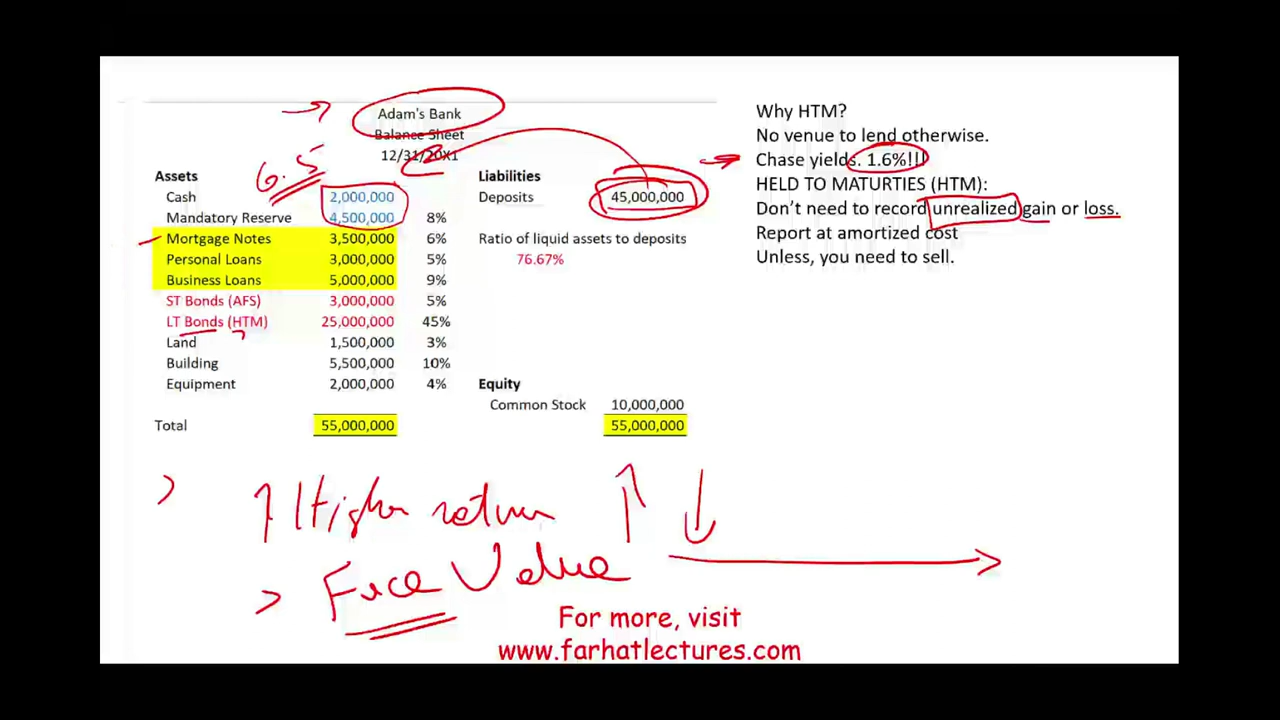 Adam's Bank
Balance Sheet
12/31/20X1
6.5
Assets
Cash 2,000,000
Mandatory Reserve 4,500,000 8%
Mortgage Notes 3,500,000 6%
Personal Loans 3,000,000 5%
Business Loans 5,000,000 9%
ST Bonds (AFS) 3,000,000 5%
LT Bonds (HTM) 25,000,000 45%
Land 1,500,000 3%
Building 5,500,000 10%
Equipment 2,000,000 4%
Total 55,000,000
Liabilities
Deposits 45,000,000
Ratio of liquid assets to deposits
76.67%
Equity
Common Stock 10,000,000
55,000,000
Why HTM?
No venue to lend otherwise.
Chase yields. 1.6%!!!
HELD TO MATURTIES (HTM):
Don't need to record unrealized gain or loss.
Report at amortized cost
Unless, you need to sell.
Higher return
Face Value
For more, visit
www.farhatlectures.com